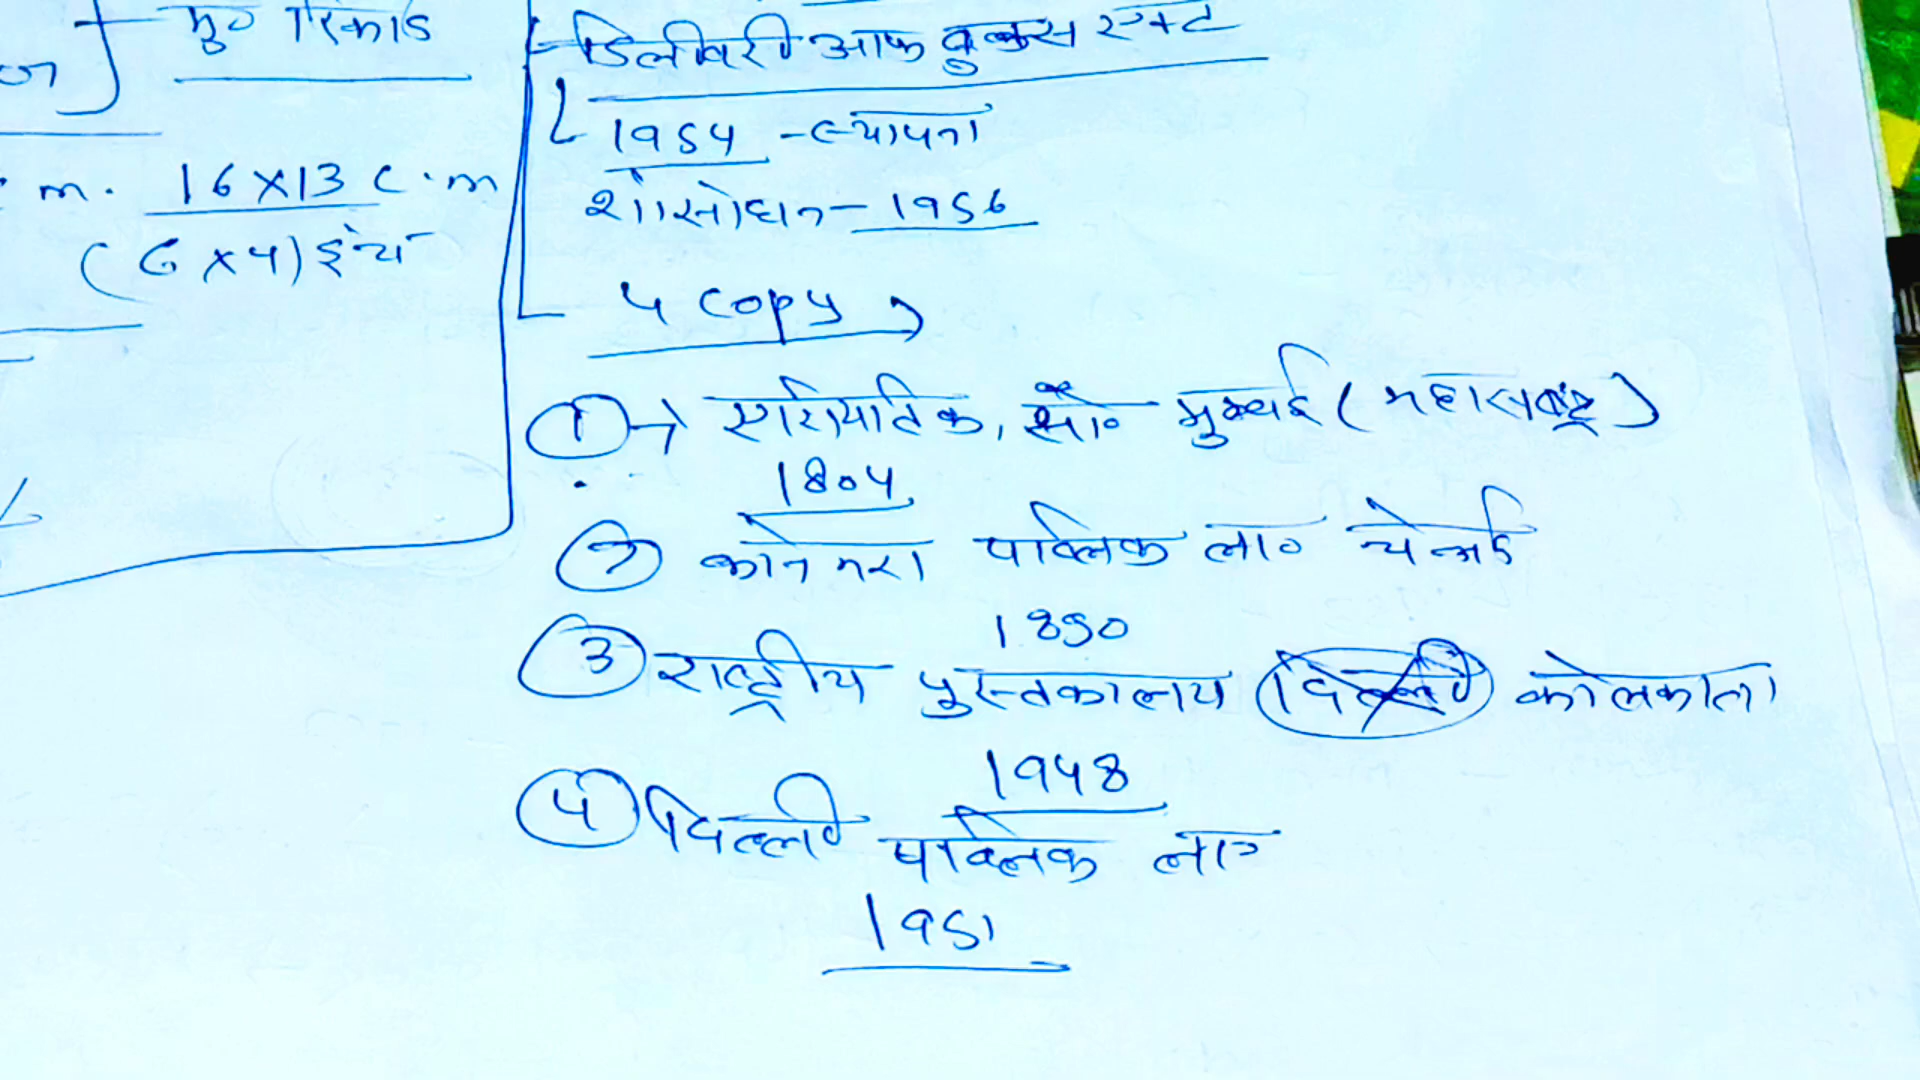 मु० रिकार्ड
m. 16×13 C.m
(6×4) इंच
डिलीवरी आफ बुक्स एक्ट
1954 - स्थापना
शंसोधन - 1956
4 Copy
① → एशियाटिक, सो० मुम्बई (महाराष्ट्र)
1804
② कोनमरा पब्लिक ला० चेन्नई
1890
③ राष्ट्रीय पुस्तकालय दिल्ली कोलकाता
1948
④ दिल्ली पब्लिक ला०
1951